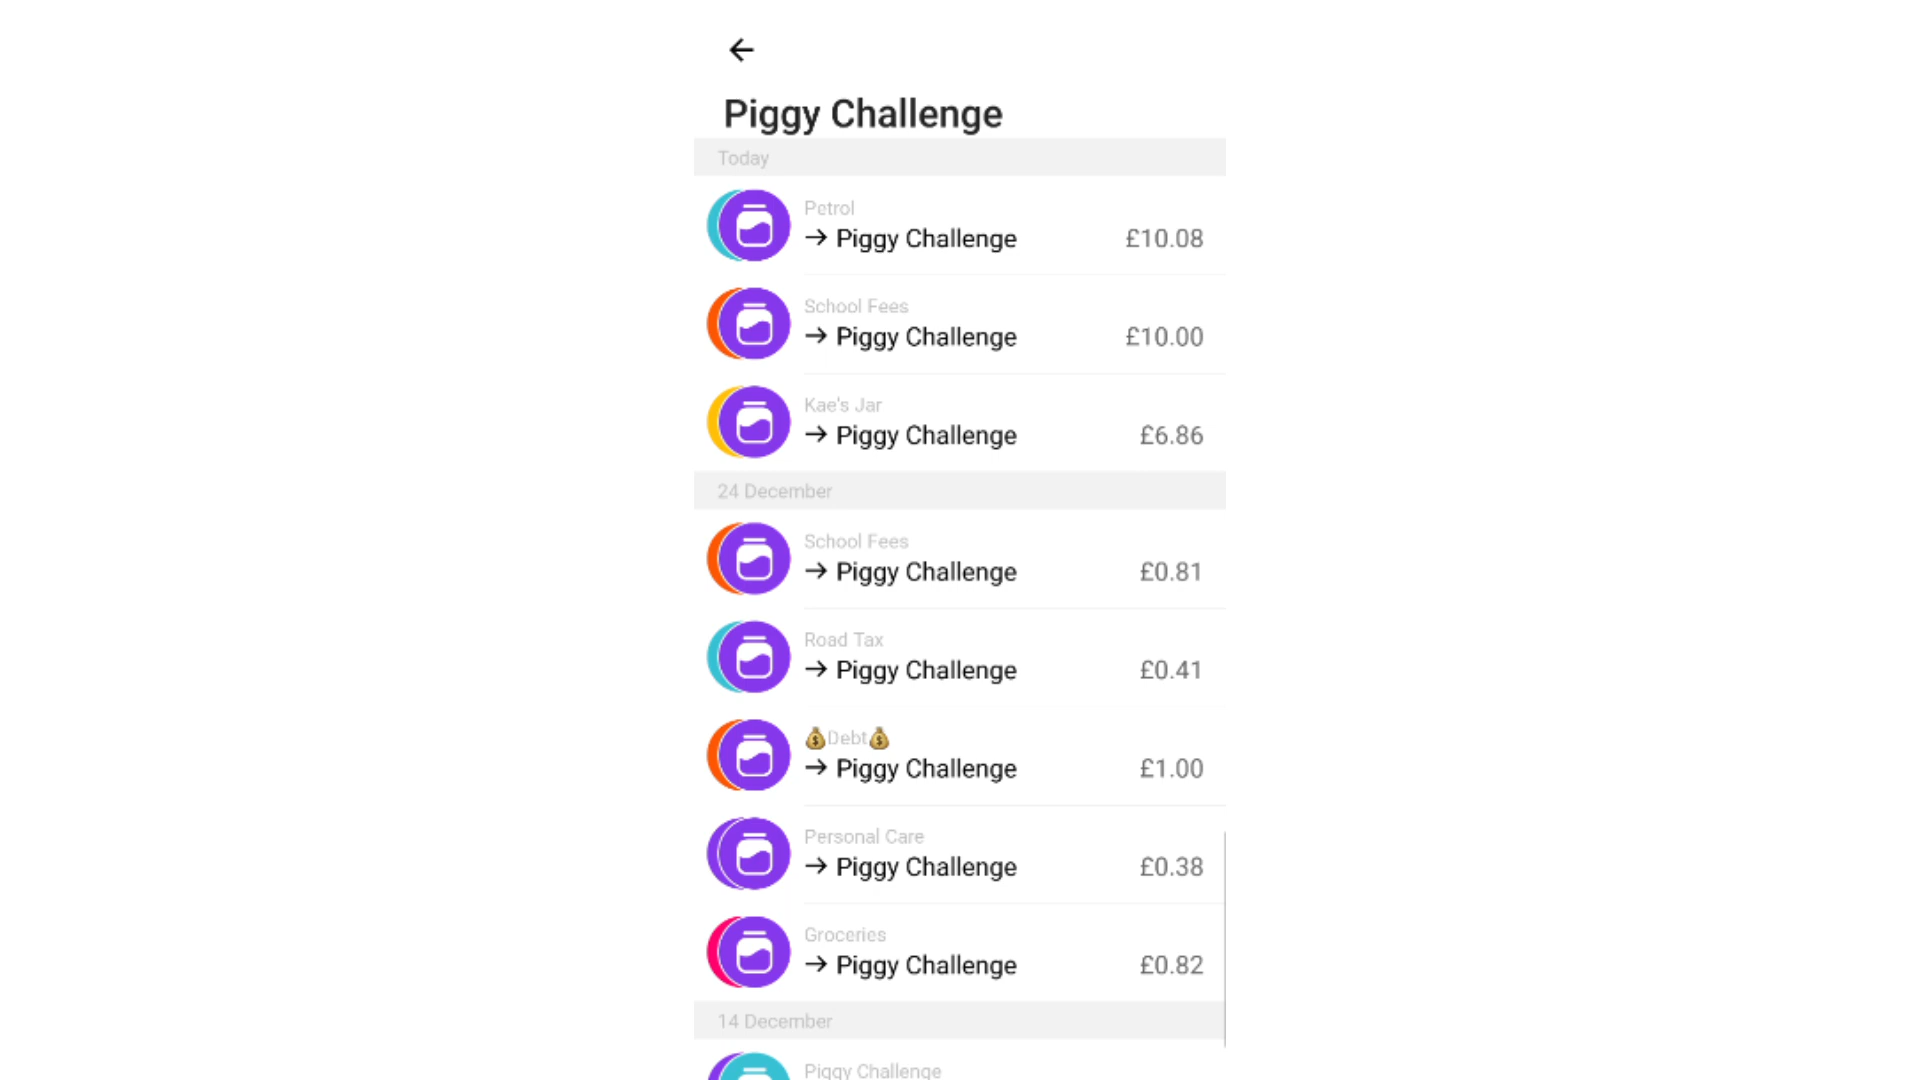 Piggy Challenge
Today
Petrol
→ Piggy Challenge £10.08
School Fees
→ Piggy Challenge £10.00
Kae's Jar
→ Piggy Challenge £6.86
24 December
School Fees
→ Piggy Challenge £0.81
Road Tax
→ Piggy Challenge £0.41
💰Debt💰
→ Piggy Challenge £1.00
Personal Care
→ Piggy Challenge £0.38
Groceries
→ Piggy Challenge £0.82
14 December
Piggy Challenge